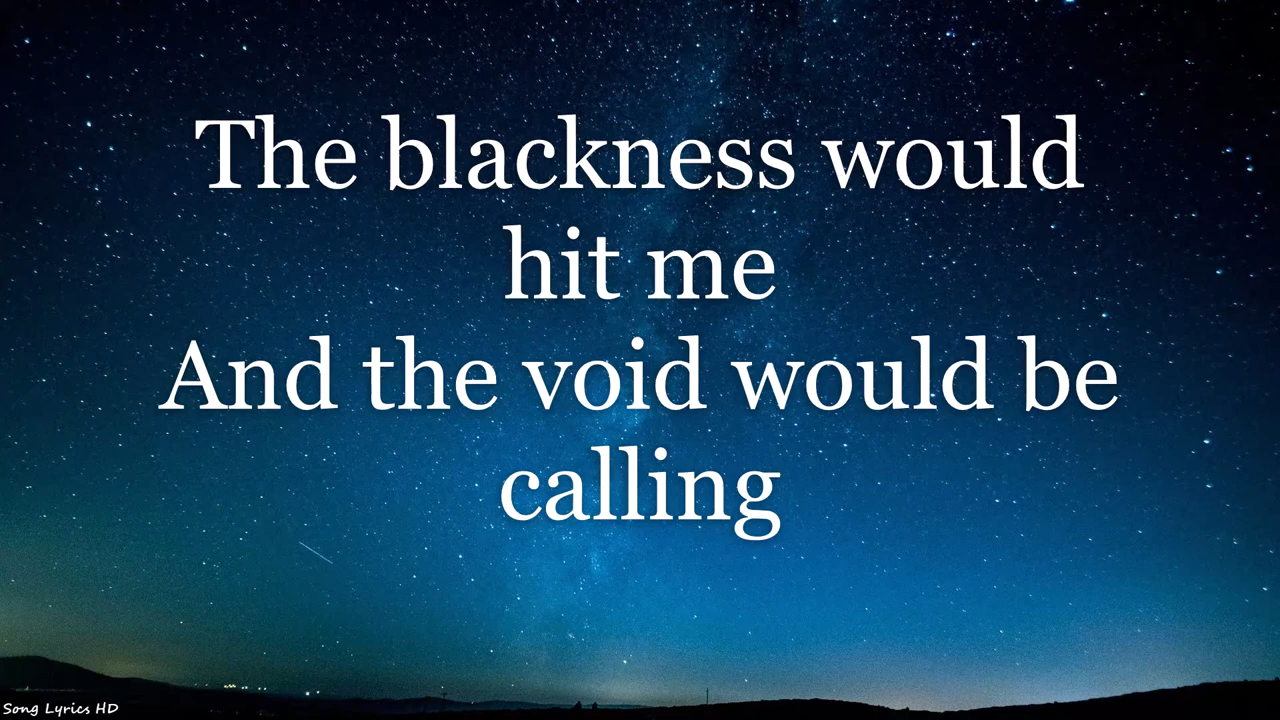 The blackness would
hit me
And the void would be
calling
Song Lyrics HD